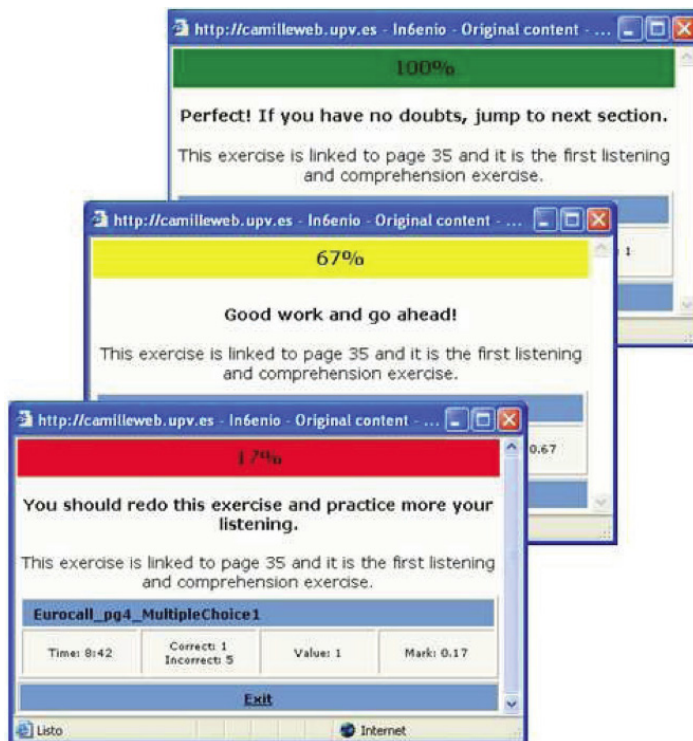 http://camilleweb.upv.es - In6enio - Original content - ...
100%
Perfect! If you have no doubts, jump to next section.
This exercise is linked to page 35 and it is the first listening
and comprehension exercise.
: 1
http://camilleweb.upv.es - In6enio - Original content - ...
67%
Good work and go ahead!
This exercise is linked to page 35 and it is the first listening
and comprehension exercise.
0.67
http://camilleweb.upv.es - In6enio - Original content - ...
17%
You should redo this exercise and practice more your
listening.
This exercise is linked to page 35 and it is the first listening
and comprehension exercise.
Eurocall_pg4_MultipleChoice1
Time: 8:42
Correct: 1
Incorrect: 5
Value: 1
Mark: 0.17
Exit
Listo
Internet